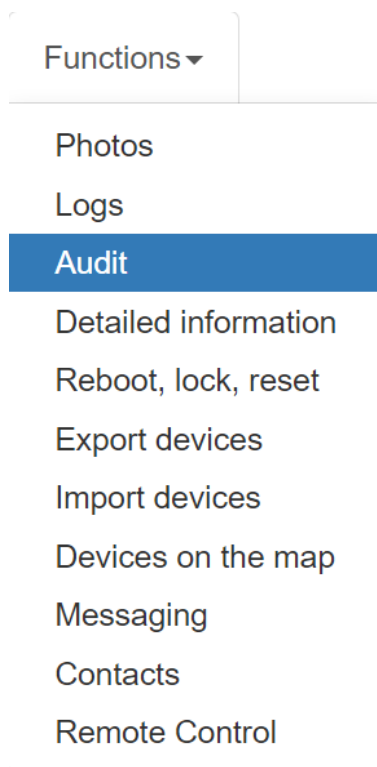 Functions
Photos
Logs
Audit
Detailed information
Reboot, lock, reset
Export devices
Import devices
Devices on the map
Messaging
Contacts
Remote Control